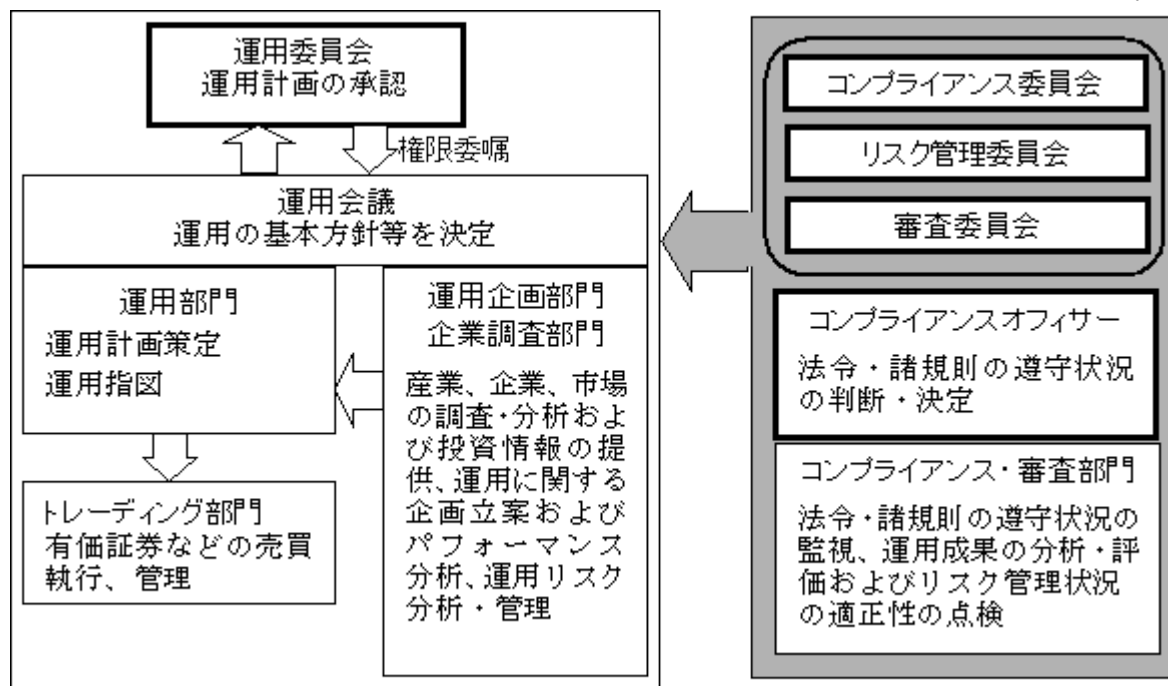 運用委員会
運用計画の承認
権限委嘱
運用会議
運用の基本方針等を決定
運用部門
運用計画策定
運用指図
トレーディング部門
有価証券などの売買
執行、管理
運用企画部門
企業調査部門
産業、企業、市場
の調査・分析およ
び投資情報の提
供、運用に関する
企画立案および
パフォーマンス
分析、運用リスク
分析・管理
コンプライアンス委員会
リスク管理委員会
審査委員会
コンプライアンスオフィサー
法令・諸規則の遵守状況
の判断・決定
コンプライアンス・審査部門
法令・諸規則の遵守状況の
監視、運用成果の分析・評
価およびリスク管理状況
の適正性の点検